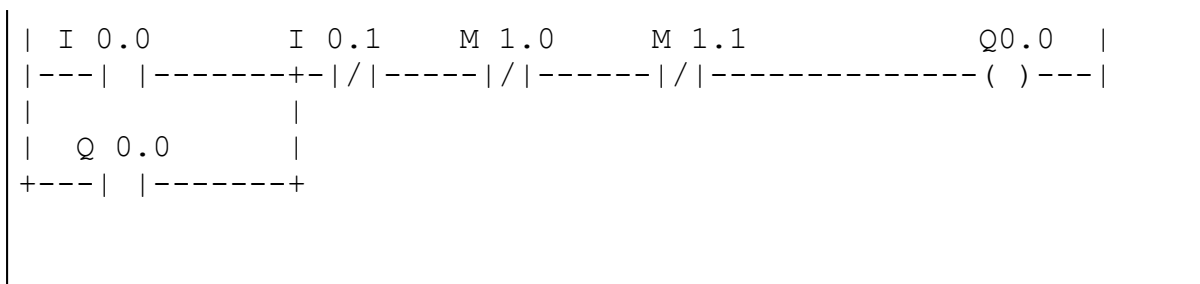 | I 0.0         I 0.1     M 1.0      M 1.1               Q0.0  |
|---| |-------+-|/|-----|/|------|/|--------------( )---|
|             |
|   Q 0.0     |
+---| |-------+